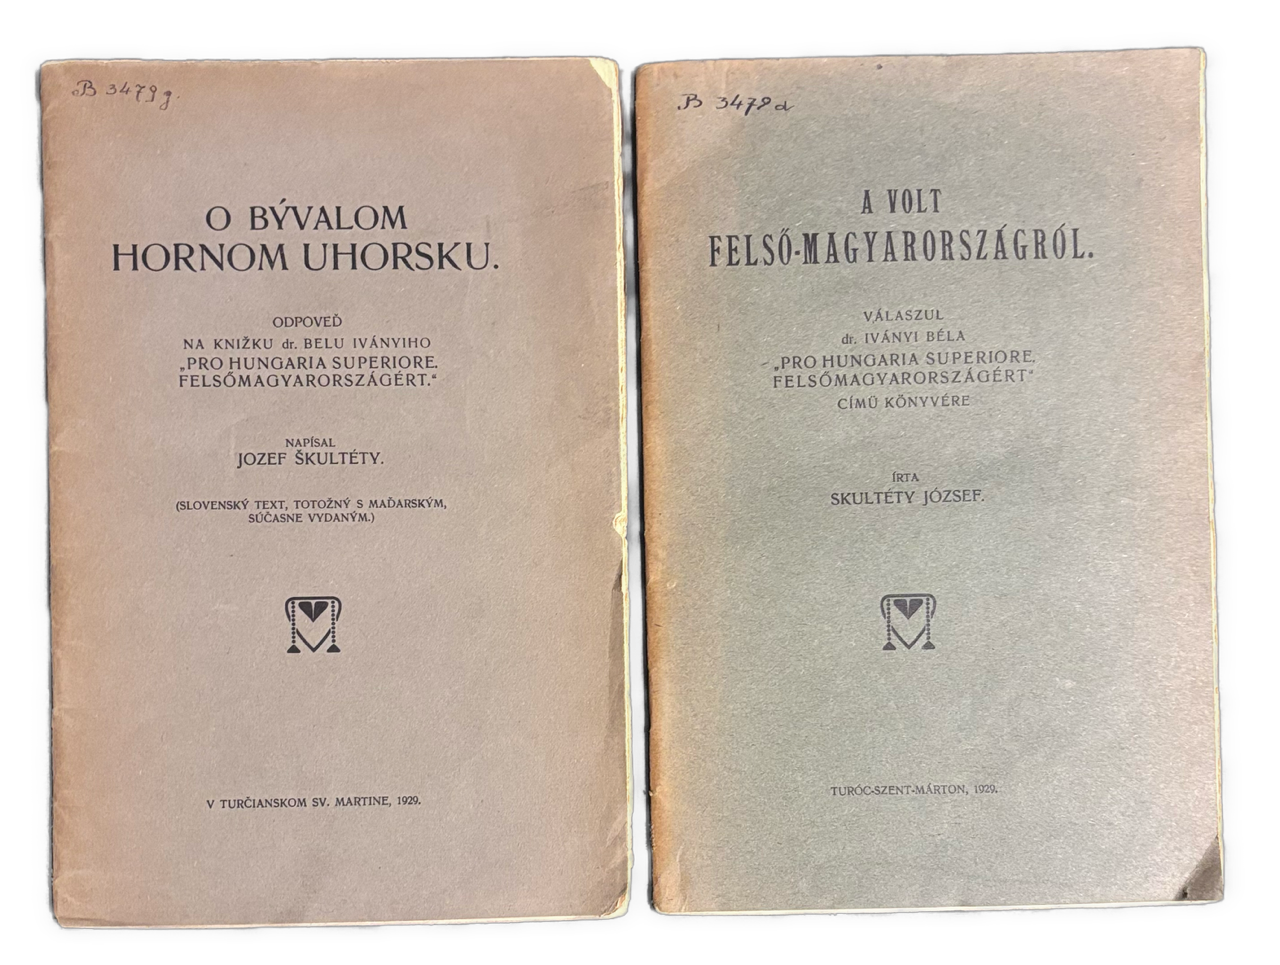 B 3479 g.
O BÝVALOM
HORNOM UHORSKU.
ODPOVEĎ
NA KNIŽKU dr. BELU IVÁNYIHO
„PRO HUNGARIA SUPERIORE.
FELSŐMAGYARORSZÁGÉRT.“
NAPÍSAL
JOZEF ŠKULTÉTY.
(SLOVENSKÝ TEXT, TOTOŽNÝ S MAĎARSKÝM,
SÚČASNE VYDANÝM.)
V TURČIANSKOM SV. MARTINE, 1929.
B 3479 d
A VOLT
FELSŐ-MAGYARORSZÁGRÓL.
VÁLASZUL
dr. IVÁNYI BÉLA
„PRO HUNGARIA SUPERIORE.
FELSŐMAGYARORSZÁGÉRT“
CÍMŰ KÖNYVÉRE
ÍRTA
SKULTÉTY JÓZSEF.
TURÓC-SZENT-MÁRTON, 1929.